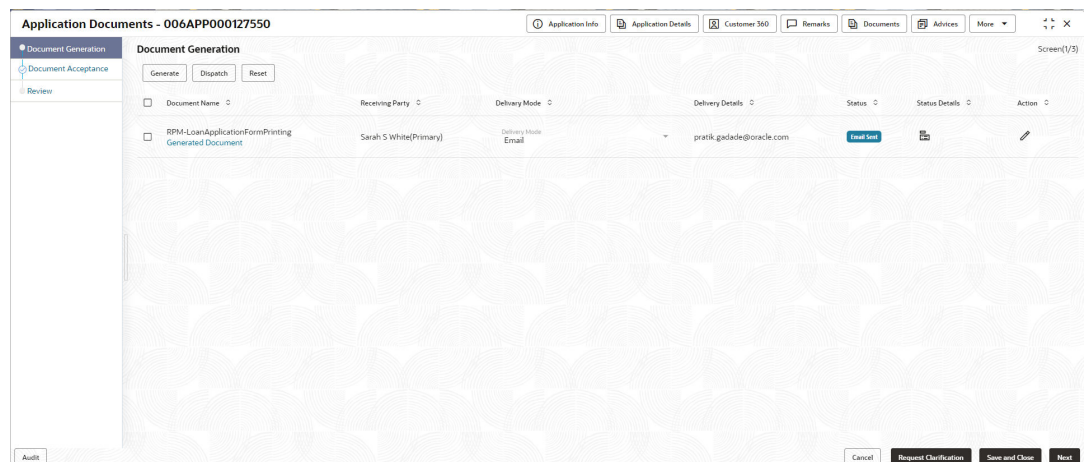 Application Documents - 006APP000127550
Application Info
Application Details
Customer 360
Remarks
Documents
Advices
More
Document Generation
Document Acceptance
Review
Document Generation
Screen(1/3)
Generate
Dispatch
Reset
Document Name
Receiving Party
Delivary Mode
Delivery Details
Status
Status Details
Action
RPM-LoanApplicationFormPrinting
Generated Document
Sarah S White(Primary)
Delivery Mode
Email
pratik.gadade@oracle.com
Email Sent
Audit
Cancel
Request Clarification
Save and Close
Next